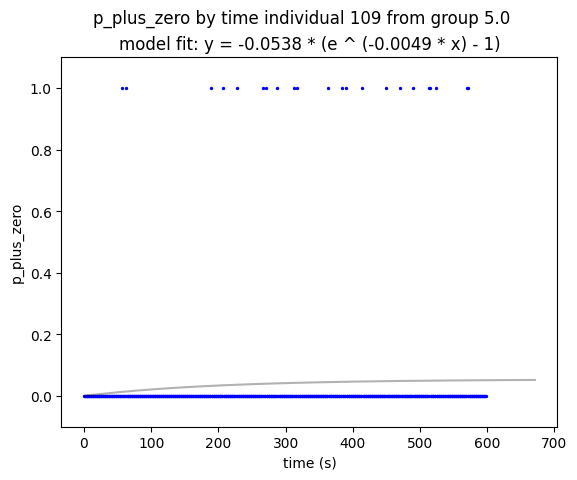 p_plus_zero by time individual 109 from group 5.0
model fit: y = -0.0538 * (e ^ (-0.0049 * x) - 1)
1.0
0.8
0.6
0.4
0.2
0.0
p_plus_zero
0 100 200 300 400 500 600 700
time (s)